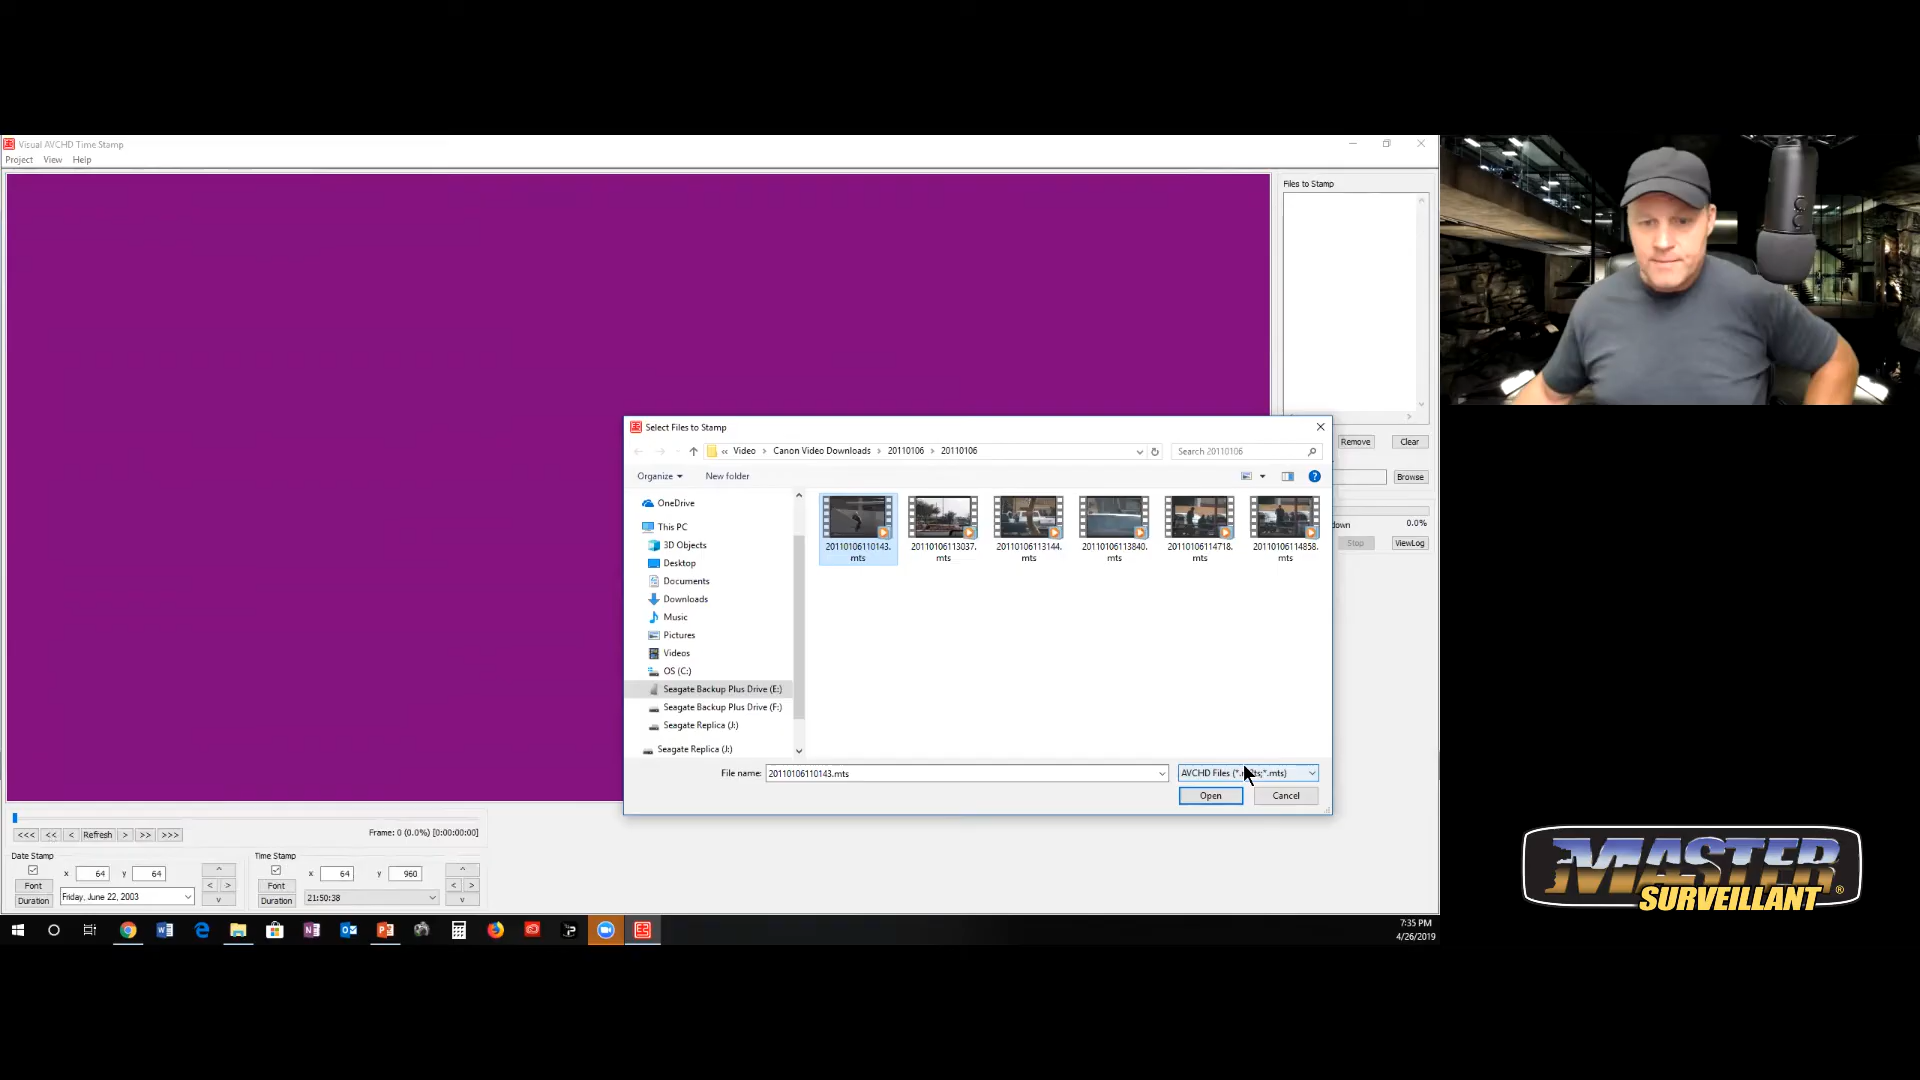 Visual AVCHD Time Stamp
Project View Help
Files to Stamp
Select Files to Stamp
« Video > Canon Video Downloads > 20110106 > 20110106
Search 20110106
Organize
New folder
OneDrive
This PC
3D Objects
Desktop
Documents
Downloads
Music
Pictures
Videos
OS (C:)
Seagate Backup Plus Drive (E:)
Seagate Backup Plus Drive (F:)
Seagate Replica (J:)
Seagate Replica (J:)
20110106110143.
mts
20110106113037.
mts
20110106113144.
mts
20110106113840.
mts
20110106114718.
mts
20110106114858.
mts
File name: 20110106110143.mts
AVCHD Files
*.mts)
Open
Cancel
Remove
Clear
Browse
0.0%
Stop
ViewLog
<<< << < Refresh > >> >>>
Frame: 0 (0.0%) [0:00:00:00]
Date Stamp
x 64 y 64
Font
Duration
Friday, June 22, 2003
Time Stamp
x 64 y 960
Font
Duration
21:50:38
7:35 PM
4/26/2019
MASTER
SURVEILLANT ®